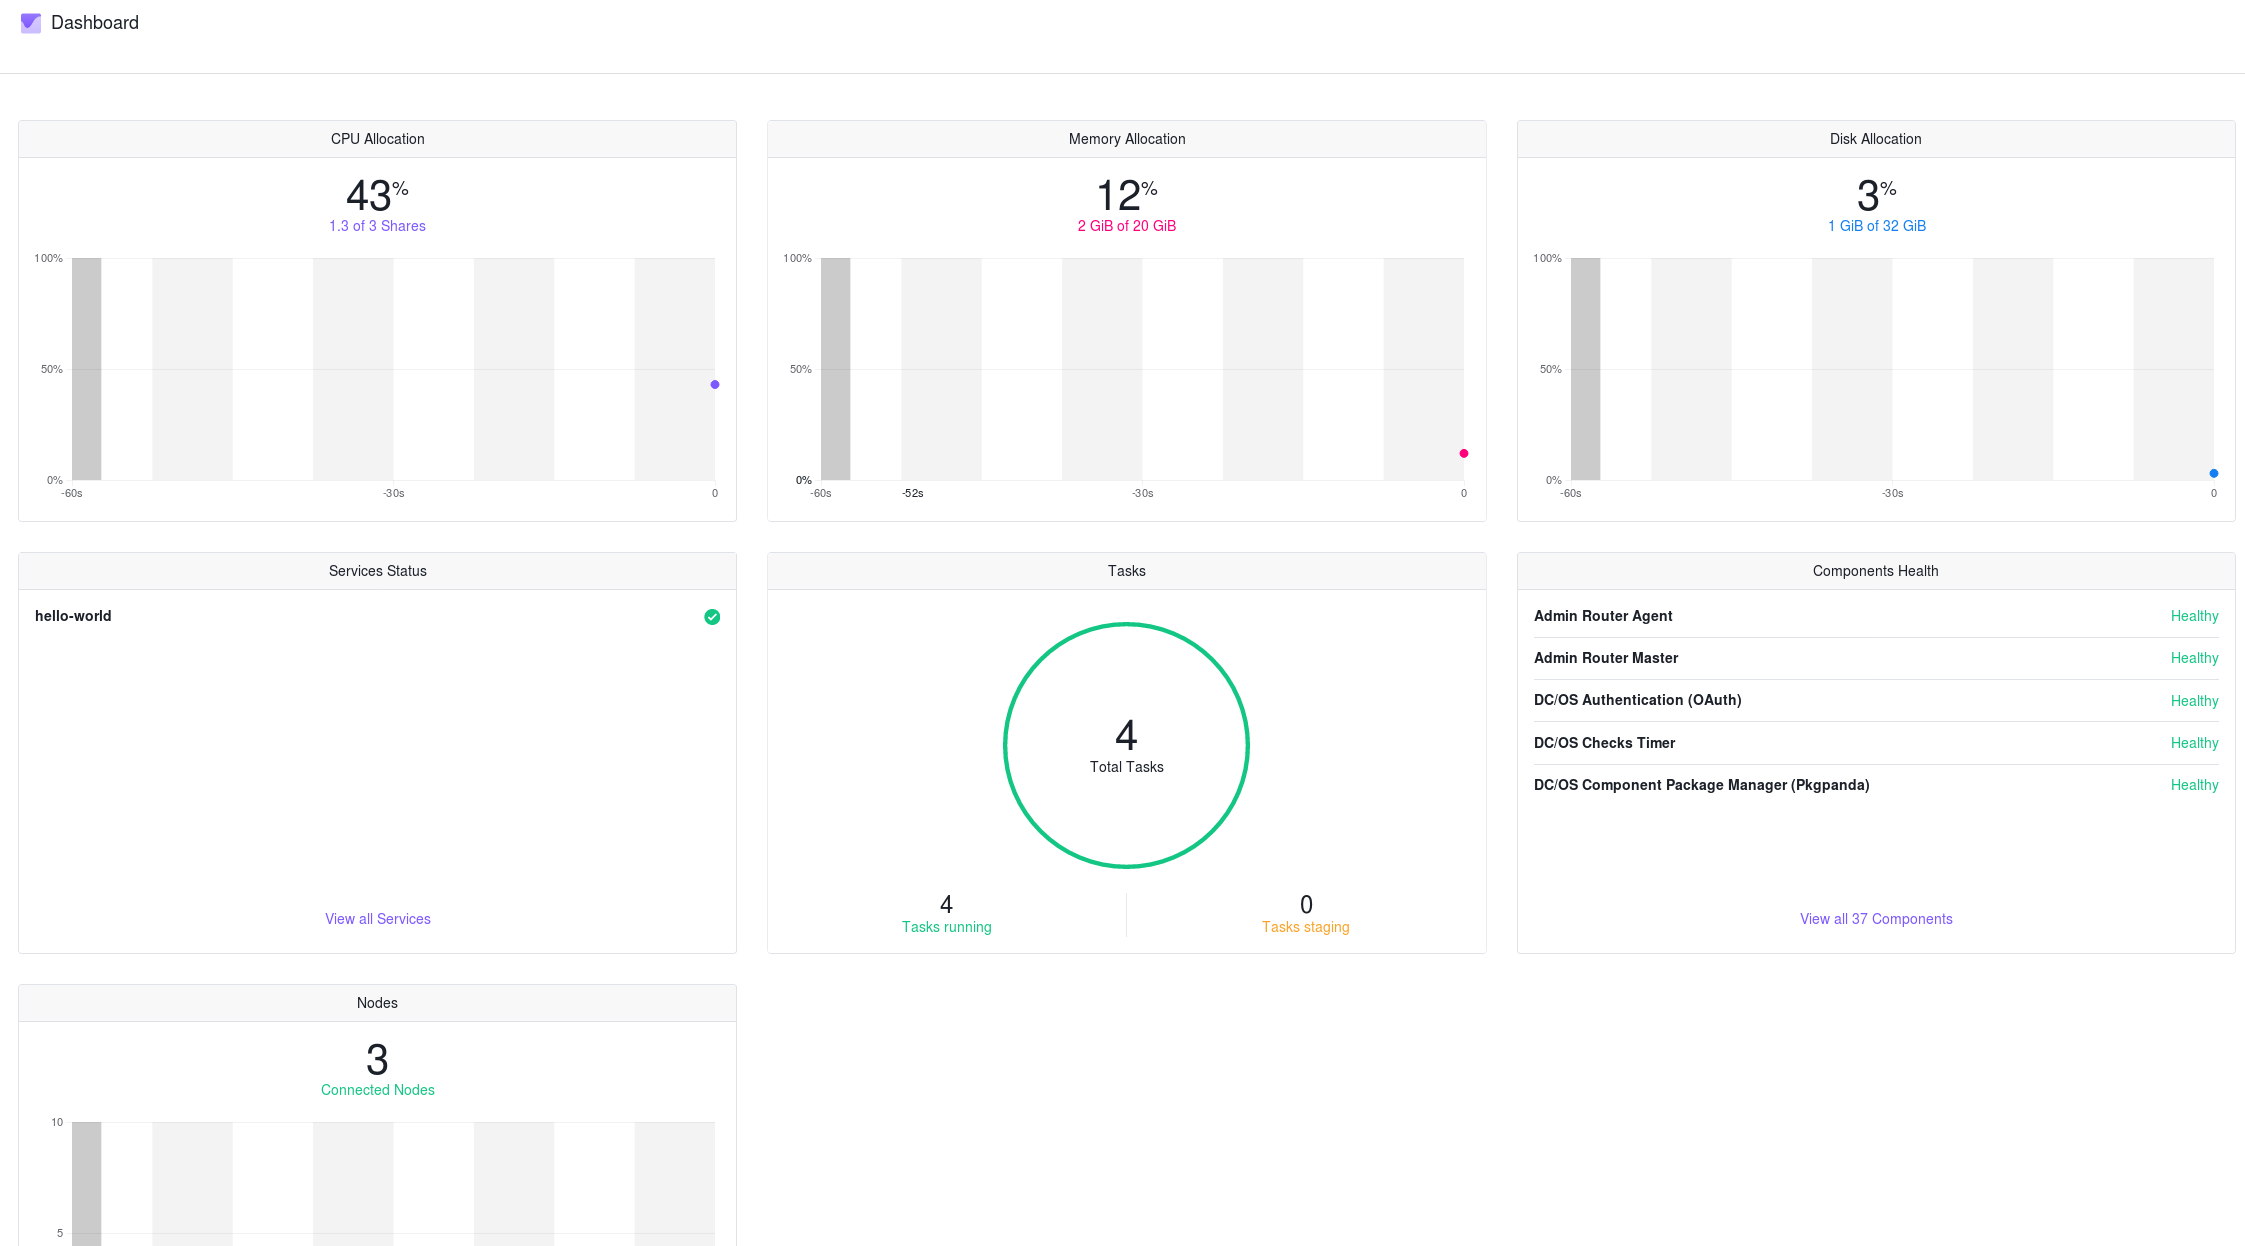 Dashboard
CPU Allocation
43%
1.3 of 3 Shares
100%
50%
0%
-60s -30s 0
Memory Allocation
12%
2 GiB of 20 GiB
100%
50%
0%
-60s -52s -30s 0
Disk Allocation
3%
1 GiB of 32 GiB
100%
50%
0%
-60s -30s 0
Services Status
hello-world
View all Services
Tasks
4
Total Tasks
4
Tasks running
0
Tasks staging
Components Health
Admin Router Agent Healthy
Admin Router Master Healthy
DC/OS Authentication (OAuth) Healthy
DC/OS Checks Timer Healthy
DC/OS Component Package Manager (Pkgpanda) Healthy
View all 37 Components
Nodes
3
Connected Nodes
10
5